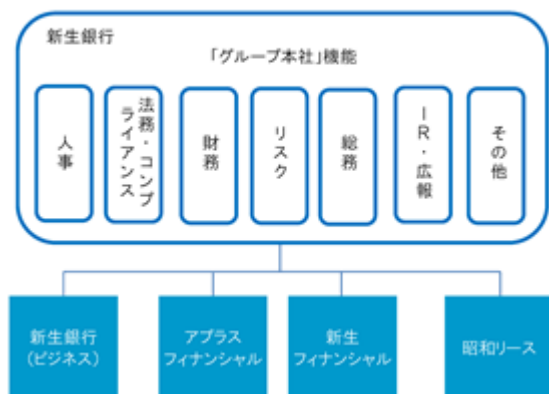 新生銀行
「グループ本社」機能
人事
法務・コンプ
ライアンス
財務
リスク
総務
IR・広報
その他
新生銀行
(ビジネス)
アプラス
フィナンシャル
新生
フィナンシャル
昭和リース